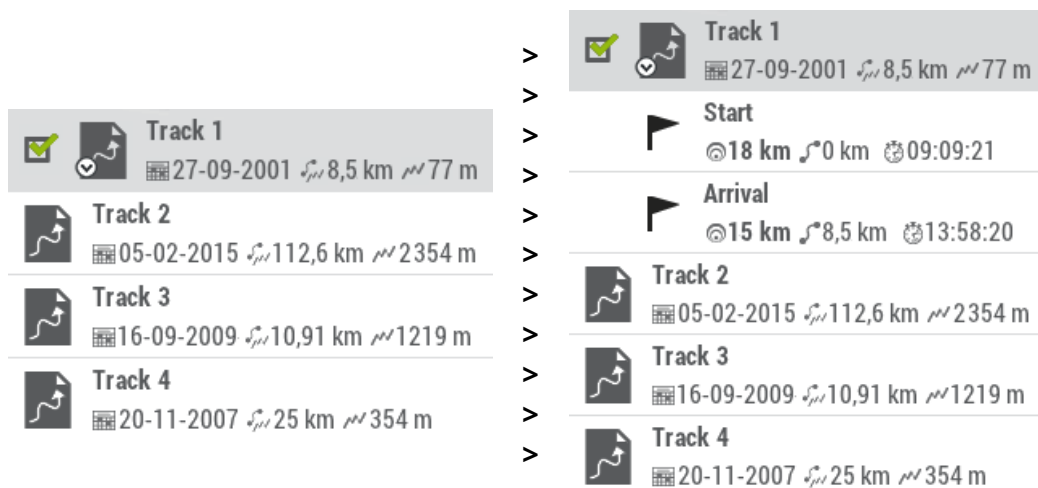 Track 1
27-09-2001 8,5 km 77 m
Track 2
05-02-2015 112,6 km 2354 m
Track 3
16-09-2009 10,91 km 1219 m
Track 4
20-11-2007 25 km 354 m
>
>
>
>
>
>
>
>
>
>
>
Track 1
27-09-2001 8,5 km 77 m
Start
18 km 0 km 09:09:21
Arrival
15 km 8,5 km 13:58:20
Track 2
05-02-2015 112,6 km 2354 m
Track 3
16-09-2009 10,91 km 1219 m
Track 4
20-11-2007 25 km 354 m